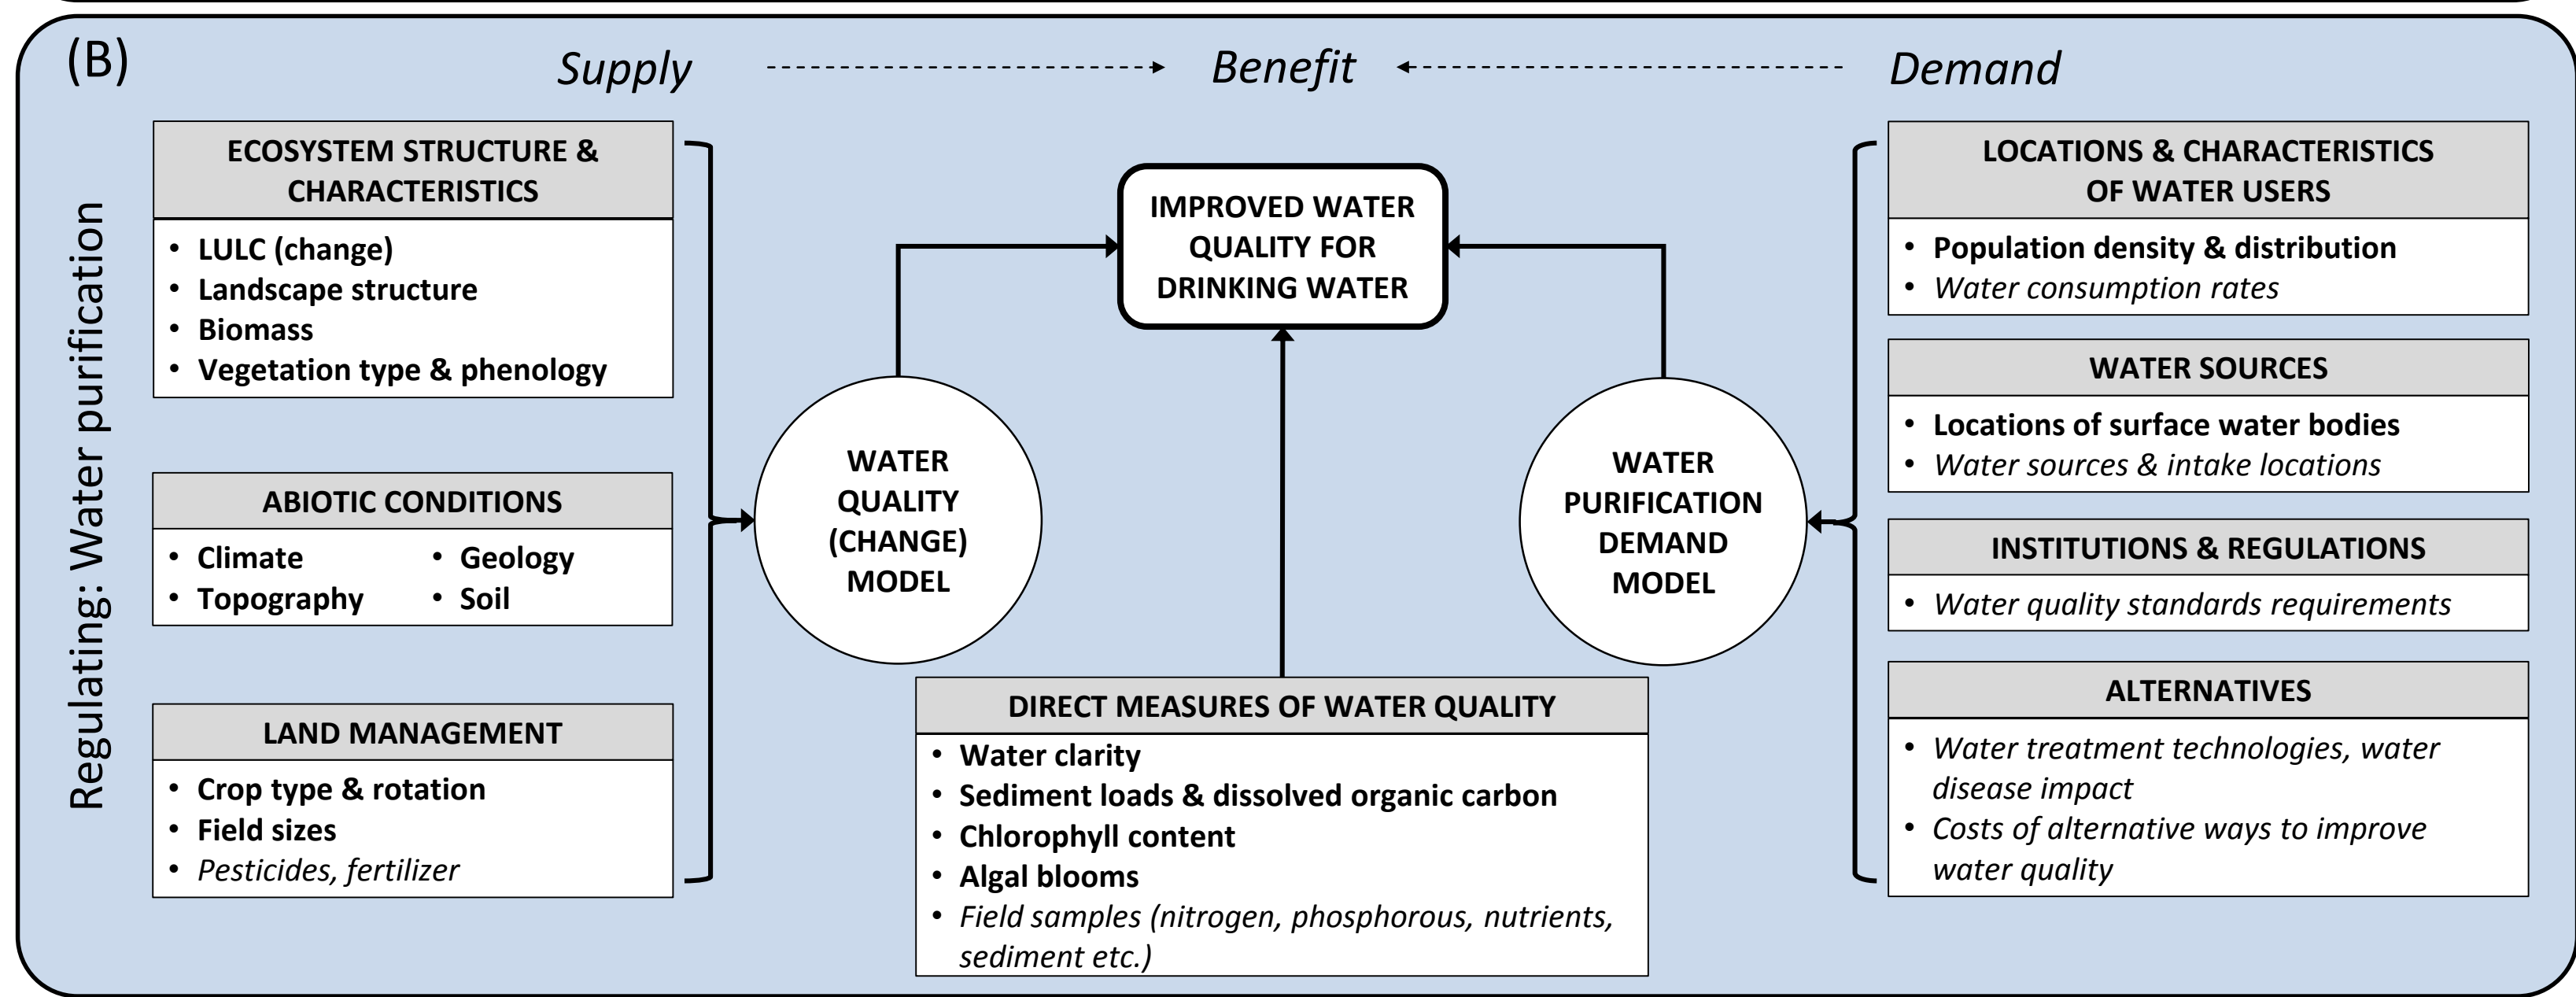 (B)
Supply
Benefit
Demand
Regulating: Water purification
ECOSYSTEM STRUCTURE &
CHARACTERISTICS
• LULC (change)
• Landscape structure
• Biomass
• Vegetation type & phenology
ABIOTIC CONDITIONS
• Climate
• Geology
• Topography
• Soil
LAND MANAGEMENT
• Crop type & rotation
• Field sizes
• Pesticides, fertilizer
WATER
QUALITY
(CHANGE)
MODEL
IMPROVED WATER
QUALITY FOR
DRINKING WATER
DIRECT MEASURES OF WATER QUALITY
• Water clarity
• Sediment loads & dissolved organic carbon
• Chlorophyll content
• Algal blooms
• Field samples (nitrogen, phosphorous, nutrients,
sediment etc.)
WATER
PURIFICATION
DEMAND
MODEL
LOCATIONS & CHARACTERISTICS
OF WATER USERS
• Population density & distribution
• Water consumption rates
WATER SOURCES
• Locations of surface water bodies
• Water sources & intake locations
INSTITUTIONS & REGULATIONS
• Water quality standards requirements
ALTERNATIVES
• Water treatment technologies, water
disease impact
• Costs of alternative ways to improve
water quality